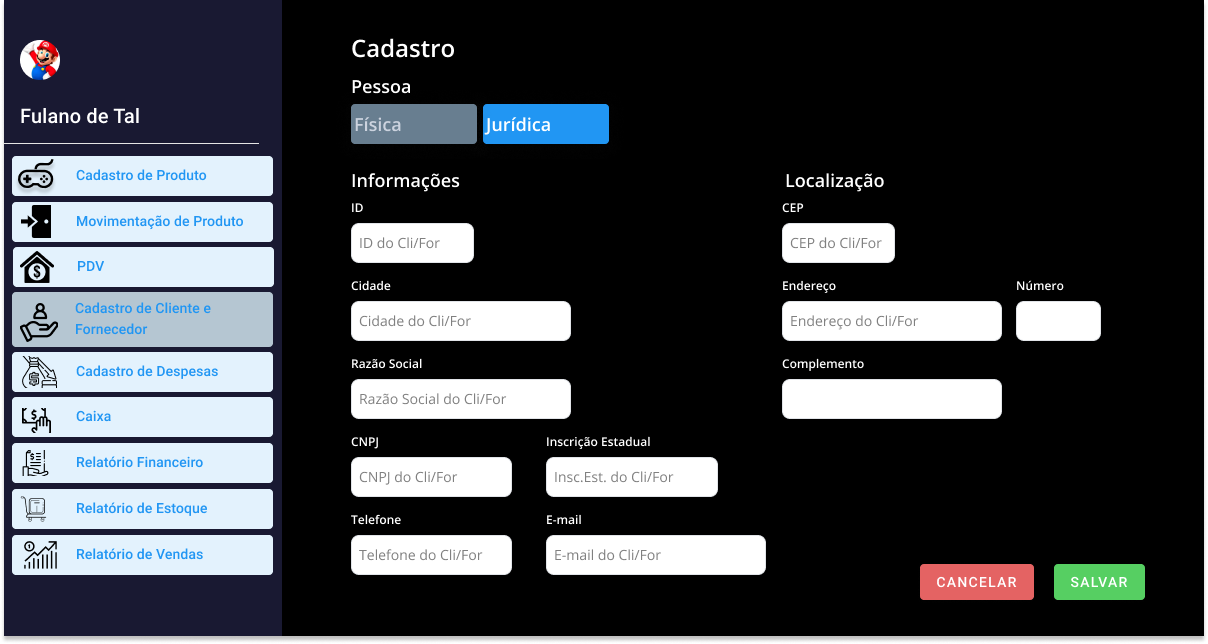 Fulano de Tal
Cadastro de Produto
Movimentação de Produto
PDV
Cadastro de Cliente e
Fornecedor
Cadastro de Despesas
Caixa
Relatório Financeiro
Relatório de Estoque
Relatório de Vendas
Cadastro
Pessoa
Física Jurídica
Informações
ID
ID do Cli/For
Cidade
Cidade do Cli/For
Razão Social
Razão Social do Cli/For
CNPJ Inscrição Estadual
CNPJ do Cli/For Insc.Est. do Cli/For
Telefone E-mail
Telefone do Cli/For E-mail do Cli/For
Localização
CEP
CEP do Cli/For
Endereço Número
Endereço do Cli/For
Complemento
CANCELAR SALVAR